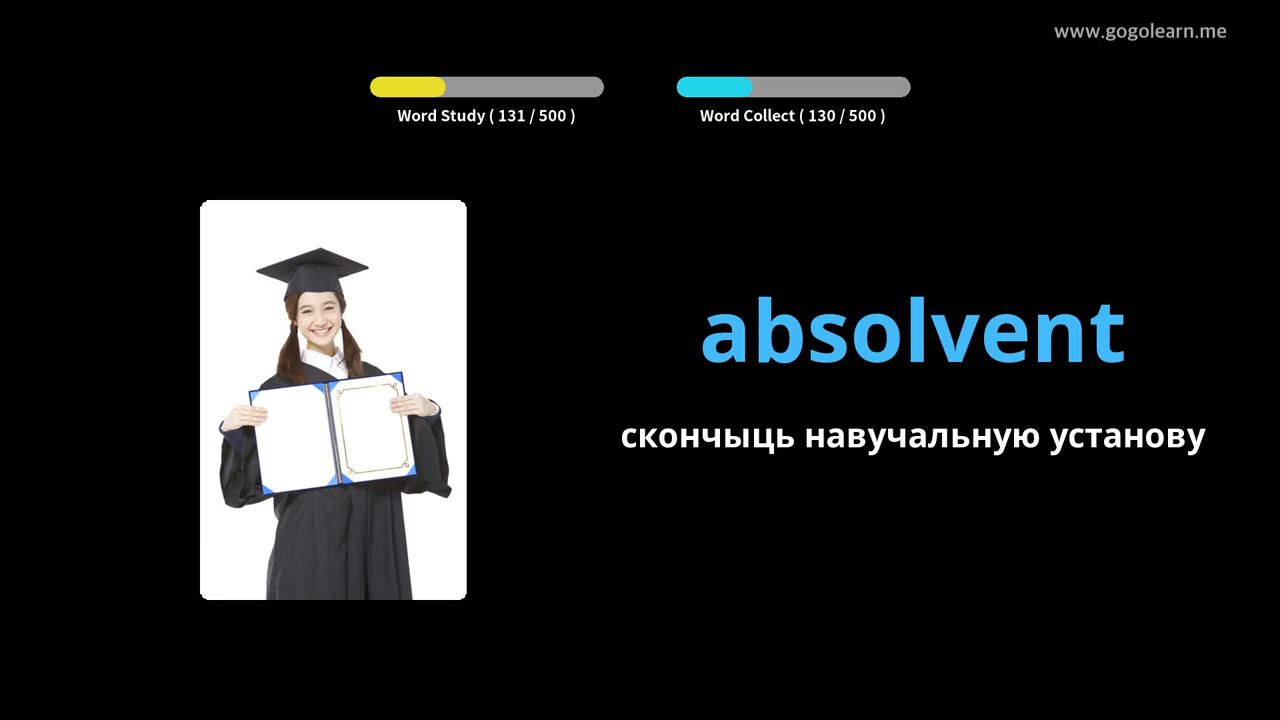 www.gogolearn.me
Word Study ( 131 / 500 )
Word Collect ( 130 / 500 )
absolvent
скончыць навучальную установу